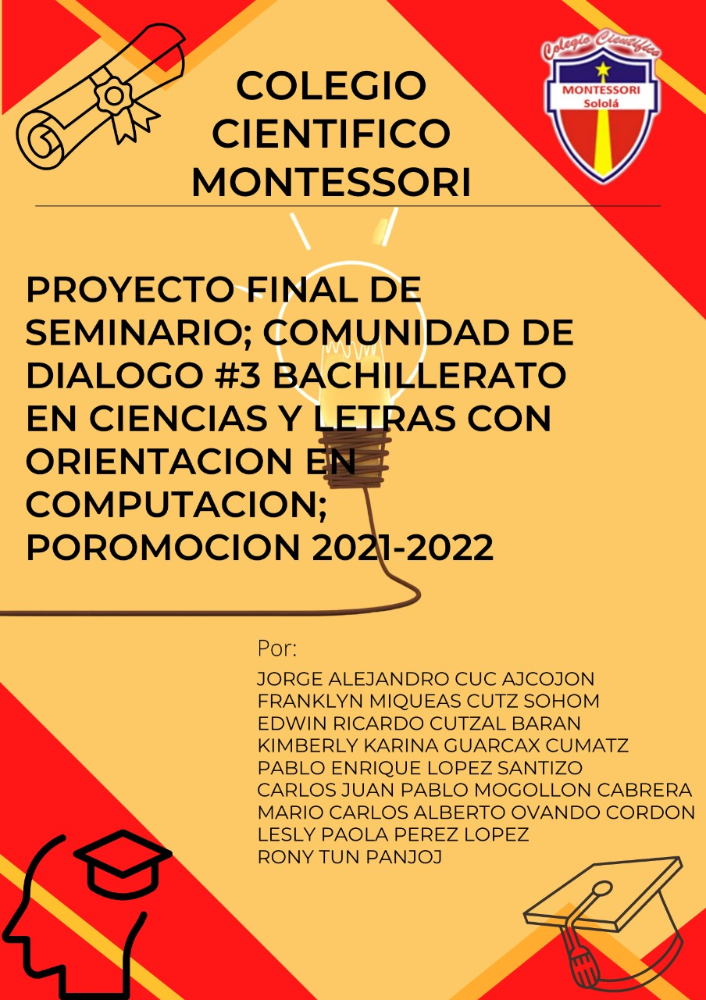 COLEGIO
CIENTIFICO
MONTESSORI
Colegio Científico
MONTESSORI
Sololá
PROYECTO FINAL DE
SEMINARIO; COMUNIDAD DE
DIALOGO #3 BACHILLERATO
EN CIENCIAS Y LETRAS CON
ORIENTACION EN
COMPUTACION;
POROMOCION 2021-2022
Por:
JORGE ALEJANDRO CUC AJCOJON
FRANKLYN MIQUEAS CUTZ SOHOM
EDWIN RICARDO CUTZAL BARAN
KIMBERLY KARINA GUARCAX CUMATZ
PABLO ENRIQUE LOPEZ SANTIZO
CARLOS JUAN PABLO MOGOLLON CABRERA
MARIO CARLOS ALBERTO OVANDO CORDON
LESLY PAOLA PEREZ LOPEZ
RONY TUN PANJOJ